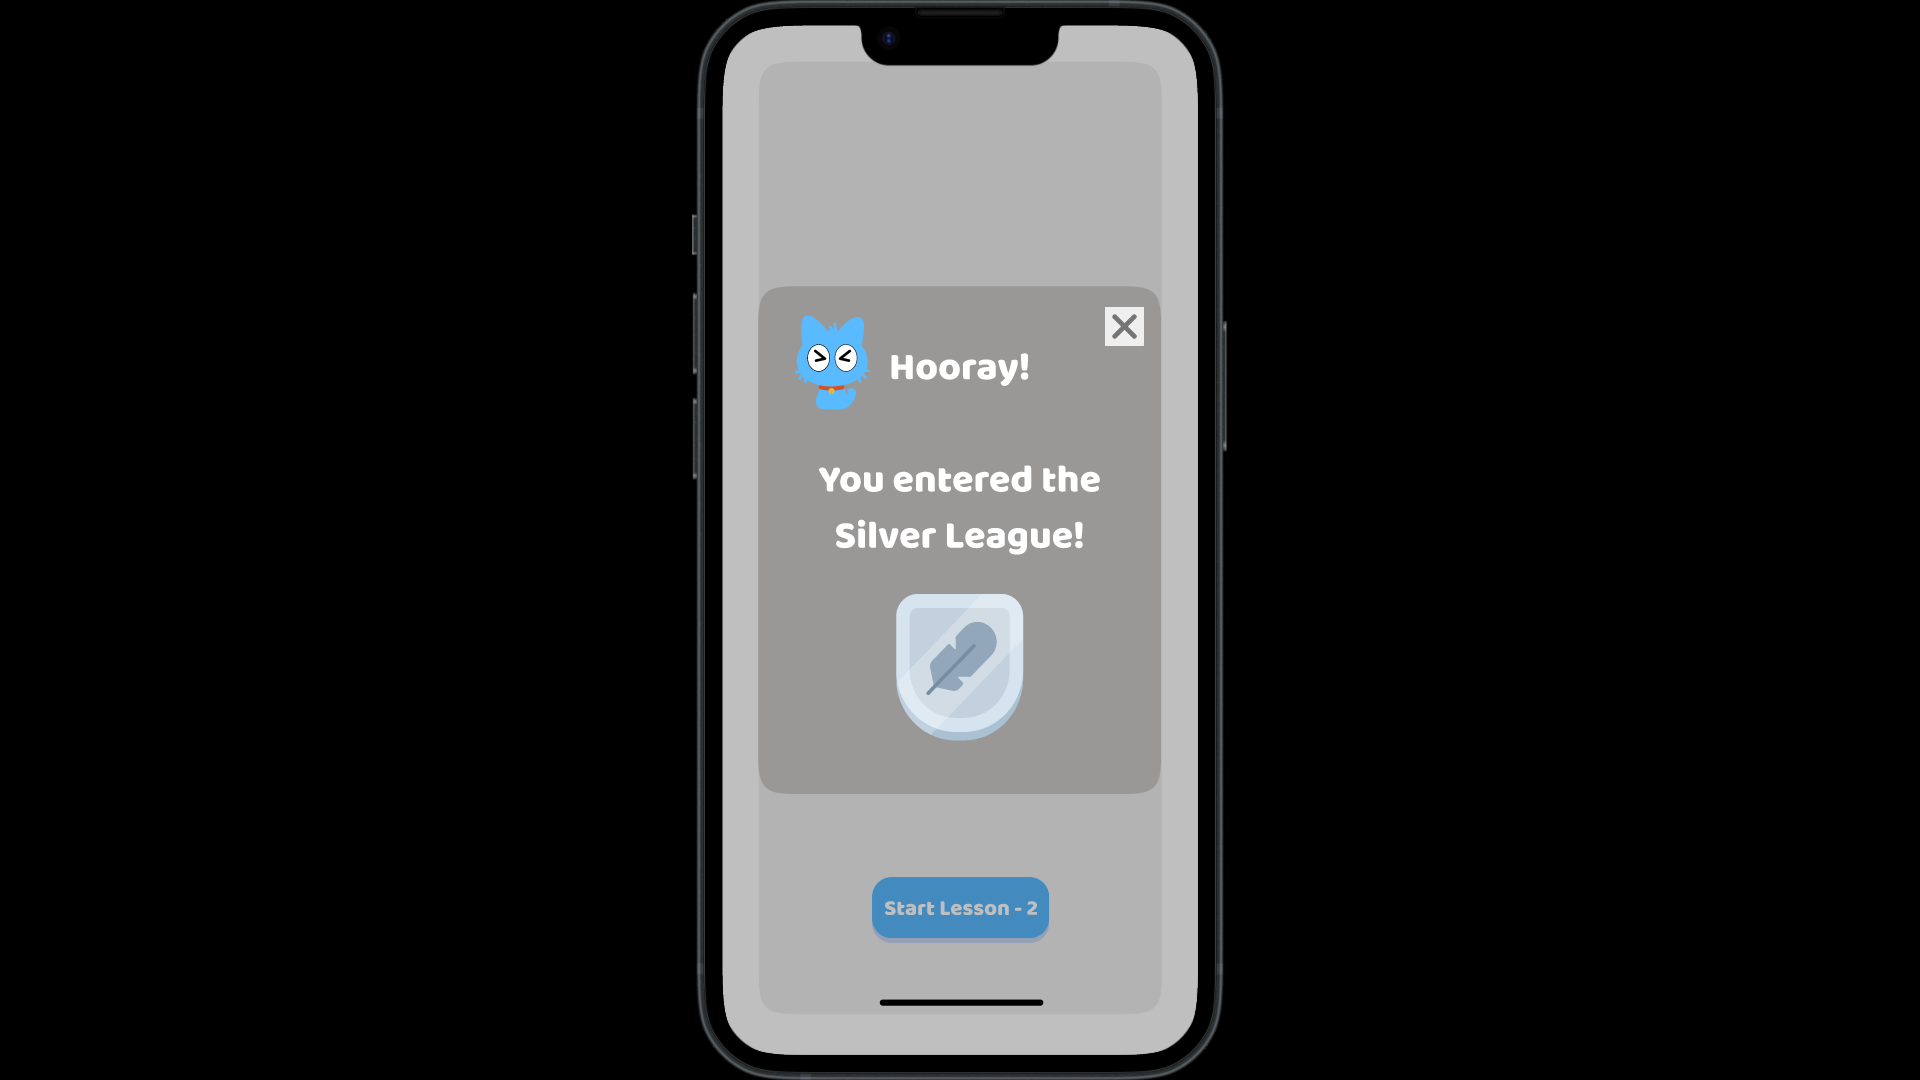 Hooray!
You entered the
Silver League!
Start Lesson - 2